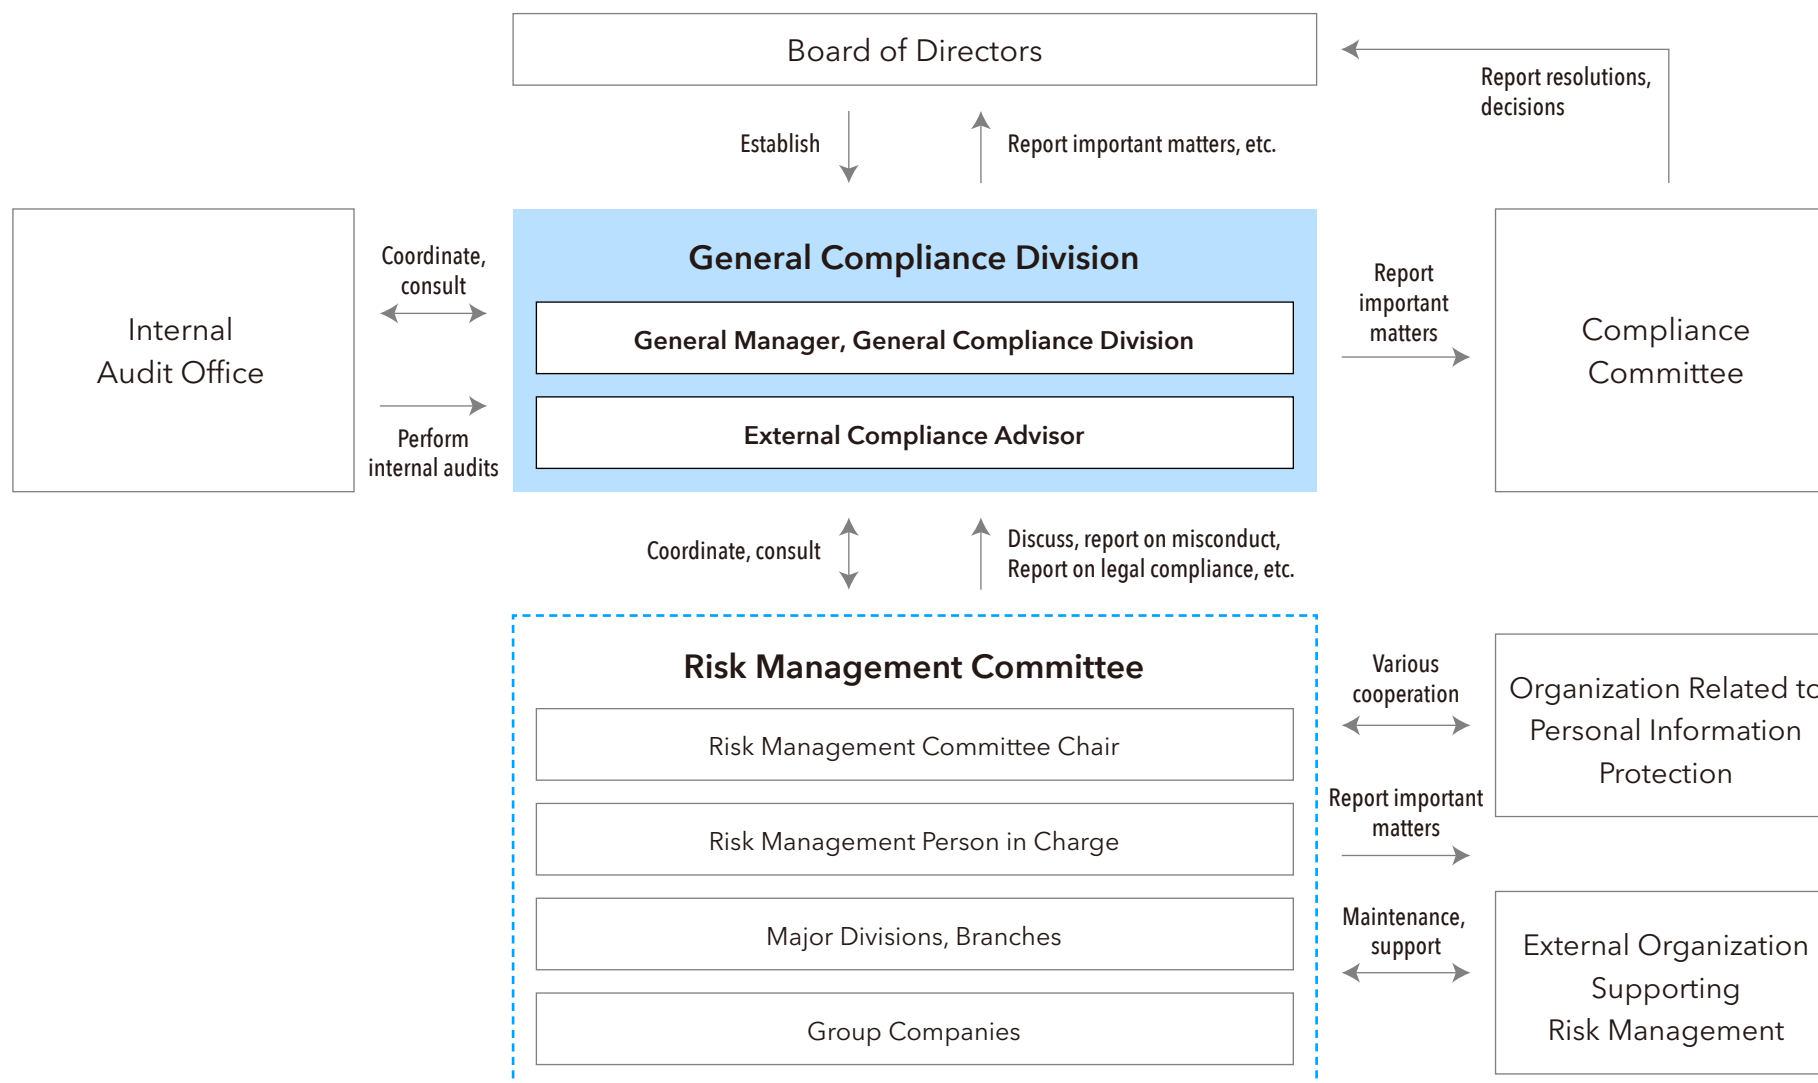 Board of Directors
Report resolutions,
decisions
Establish
Report important matters, etc.
Internal
Audit Office
Coordinate,
consult
Perform
internal audits
General Compliance Division
General Manager, General Compliance Division
External Compliance Advisor
Report
important
matters
Compliance
Committee
Coordinate, consult
Discuss, report on misconduct,
Report on legal compliance, etc.
Risk Management Committee
Risk Management Committee Chair
Risk Management Person in Charge
Major Divisions, Branches
Group Companies
Various
cooperation
Report important
matters
Maintenance,
support
Organization Related to
Personal Information
Protection
External Organization
Supporting
Risk Management